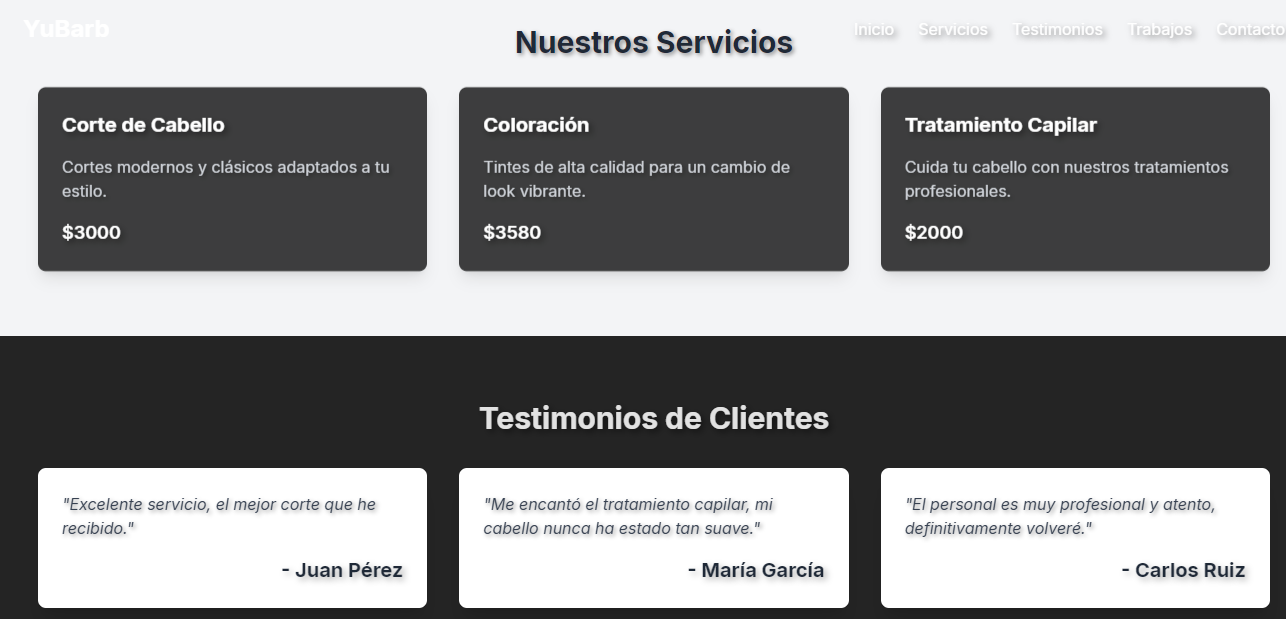 YuBarb
Inicio Servicios Testimonios Trabajos Contacto
Nuestros Servicios
Corte de Cabello
Cortes modernos y clásicos adaptados a tu
estilo.
$3000
Coloración
Tintes de alta calidad para un cambio de
look vibrante.
$3580
Tratamiento Capilar
Cuida tu cabello con nuestros tratamientos
profesionales.
$2000
Testimonios de Clientes
"Excelente servicio, el mejor corte que he
recibido."
- Juan Pérez
"Me encantó el tratamiento capilar, mi
cabello nunca ha estado tan suave."
- María García
"El personal es muy profesional y atento,
definitivamente volveré."
- Carlos Ruiz